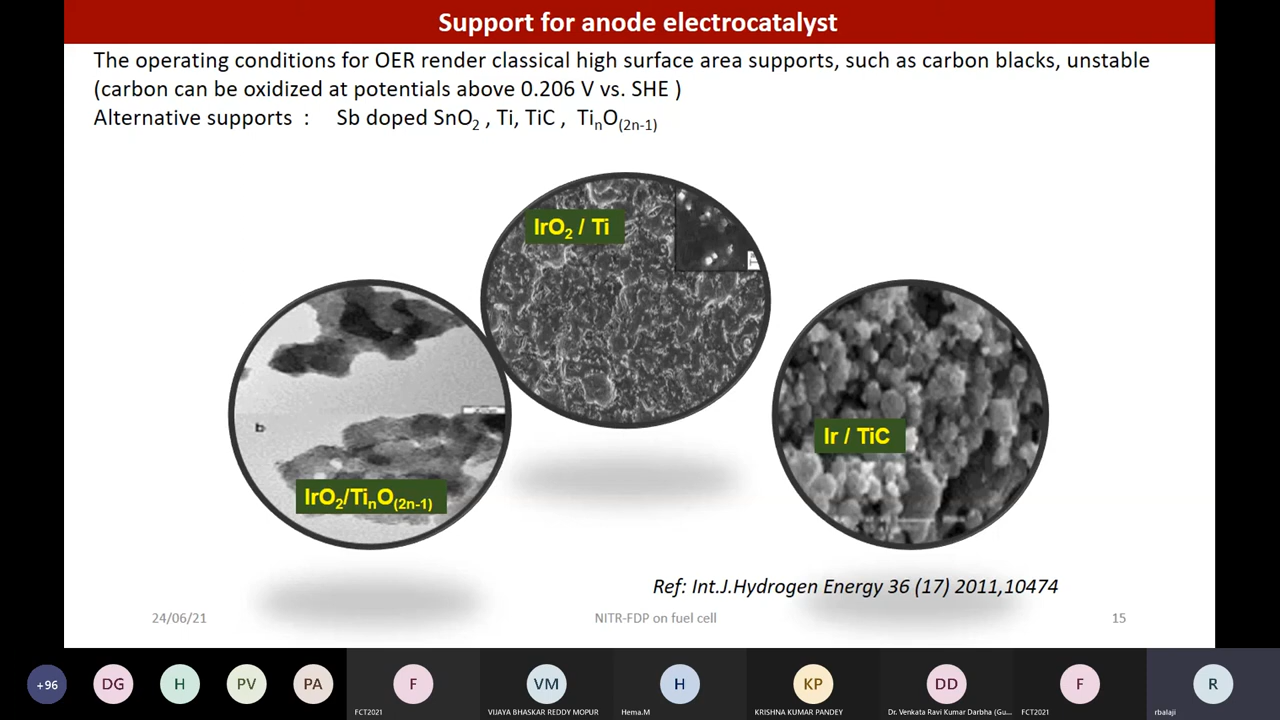 Support for anode electrocatalyst
The operating conditions for OER render classical high surface area supports, such as carbon blacks, unstable
(carbon can be oxidized at potentials above 0.206 V vs. SHE )
Alternative supports : Sb doped SnO₂ , Ti, TiC , TiₙO₍₂ₙ₋₁₎
IrO₂ / Ti
Ir / TiC
b
IrO₂/TiₙO₍₂ₙ₋₁₎
Ref: Int.J.Hydrogen Energy 36 (17) 2011,10474
24/06/21 NITR-FDP on fuel cell 15
+96 DG H PV PA F VM H KP DD F R
FCT2021 VIJAYA BHASKAR REDDY MOPUR Hema.M KRISHNA KUMAR PANDEY Dr. Venkata Ravi Kumar Darbha (Gu... FCT2021 rbalaji